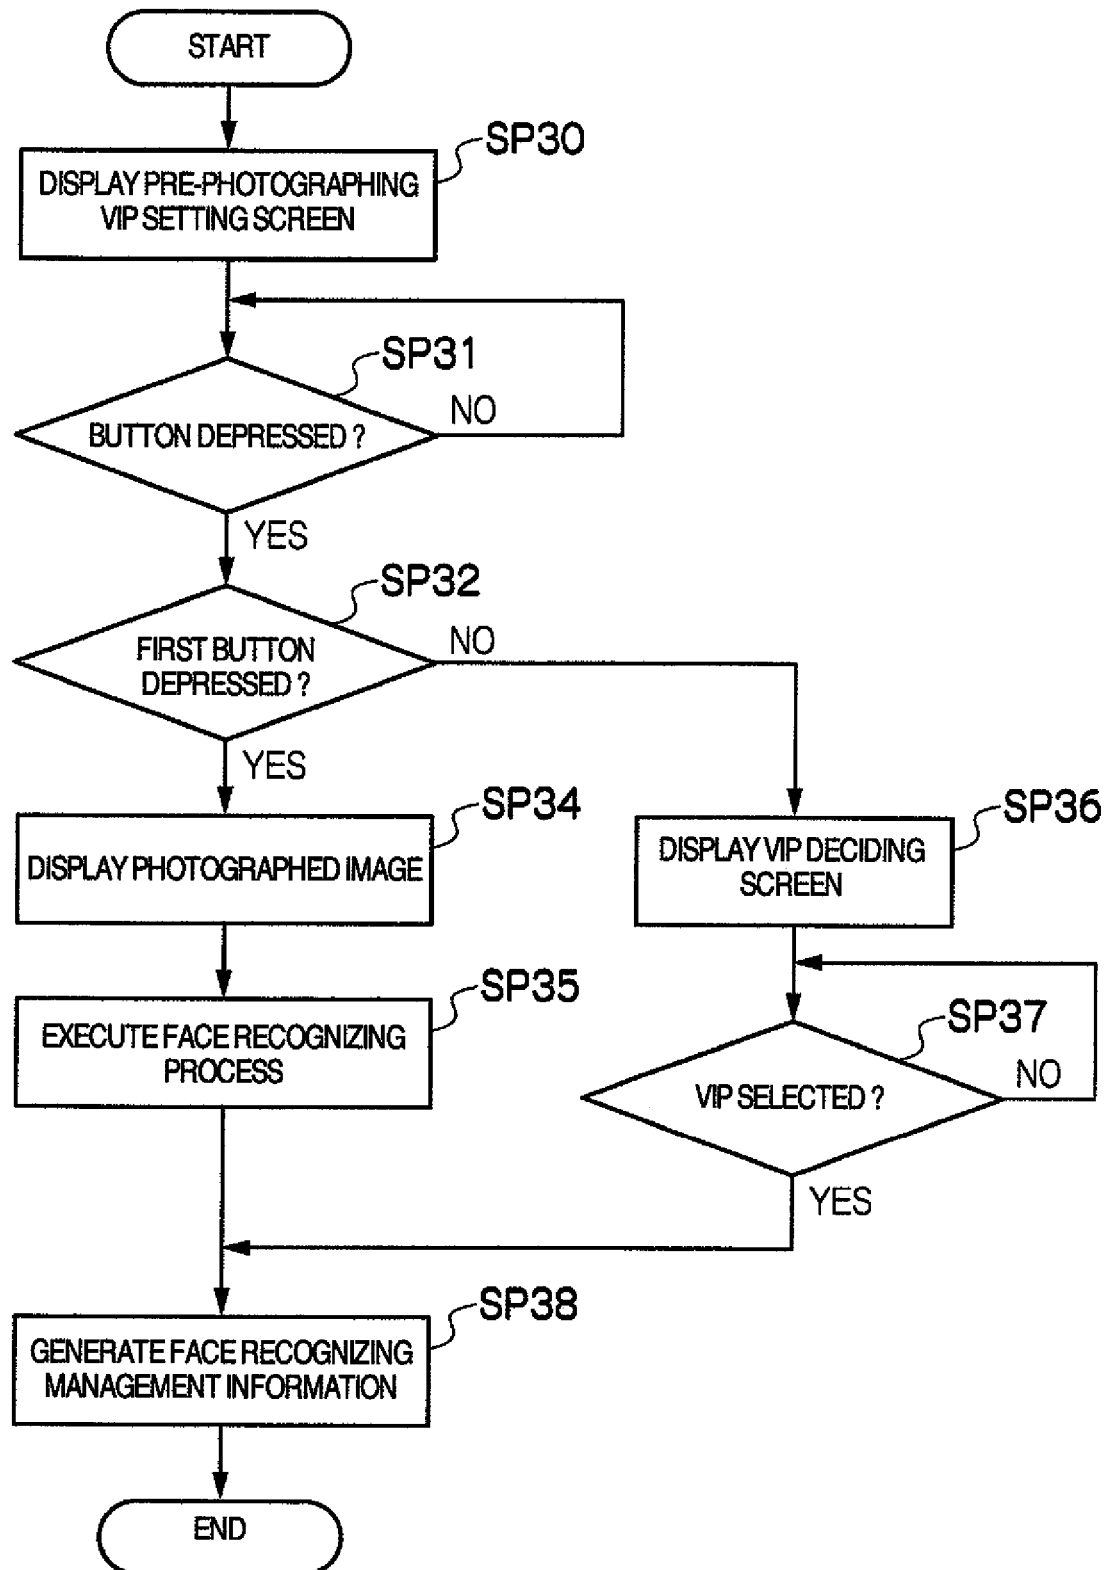 START
SP30
DISPLAY PRE-PHOTOGRAPHING
VIP SETTING SCREEN
SP31
BUTTON DEPRESSED ?
NO
YES
SP32
FIRST BUTTON
DEPRESSED ?
NO
YES
SP34
DISPLAY PHOTOGRAPHED IMAGE
SP36
DISPLAY VIP DECIDING
SCREEN
SP35
EXECUTE FACE RECOGNIZING
PROCESS
SP37
VIP SELECTED ?
NO
YES
SP38
GENERATE FACE RECOGNIZING
MANAGEMENT INFORMATION
END